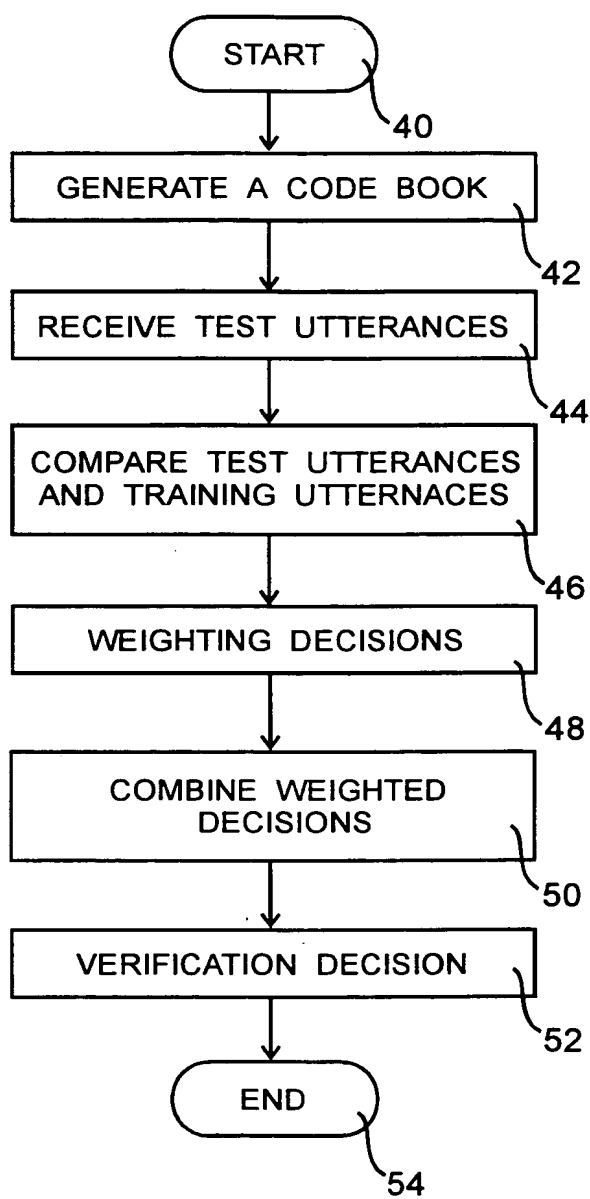 START
40
GENERATE A CODE BOOK
42
RECEIVE TEST UTTERANCES
44
COMPARE TEST UTTERANCES
AND TRAINING UTTERNACES
46
WEIGHTING DECISIONS
48
COMBINE WEIGHTED
DECISIONS
50
VERIFICATION DECISION
52
END
54